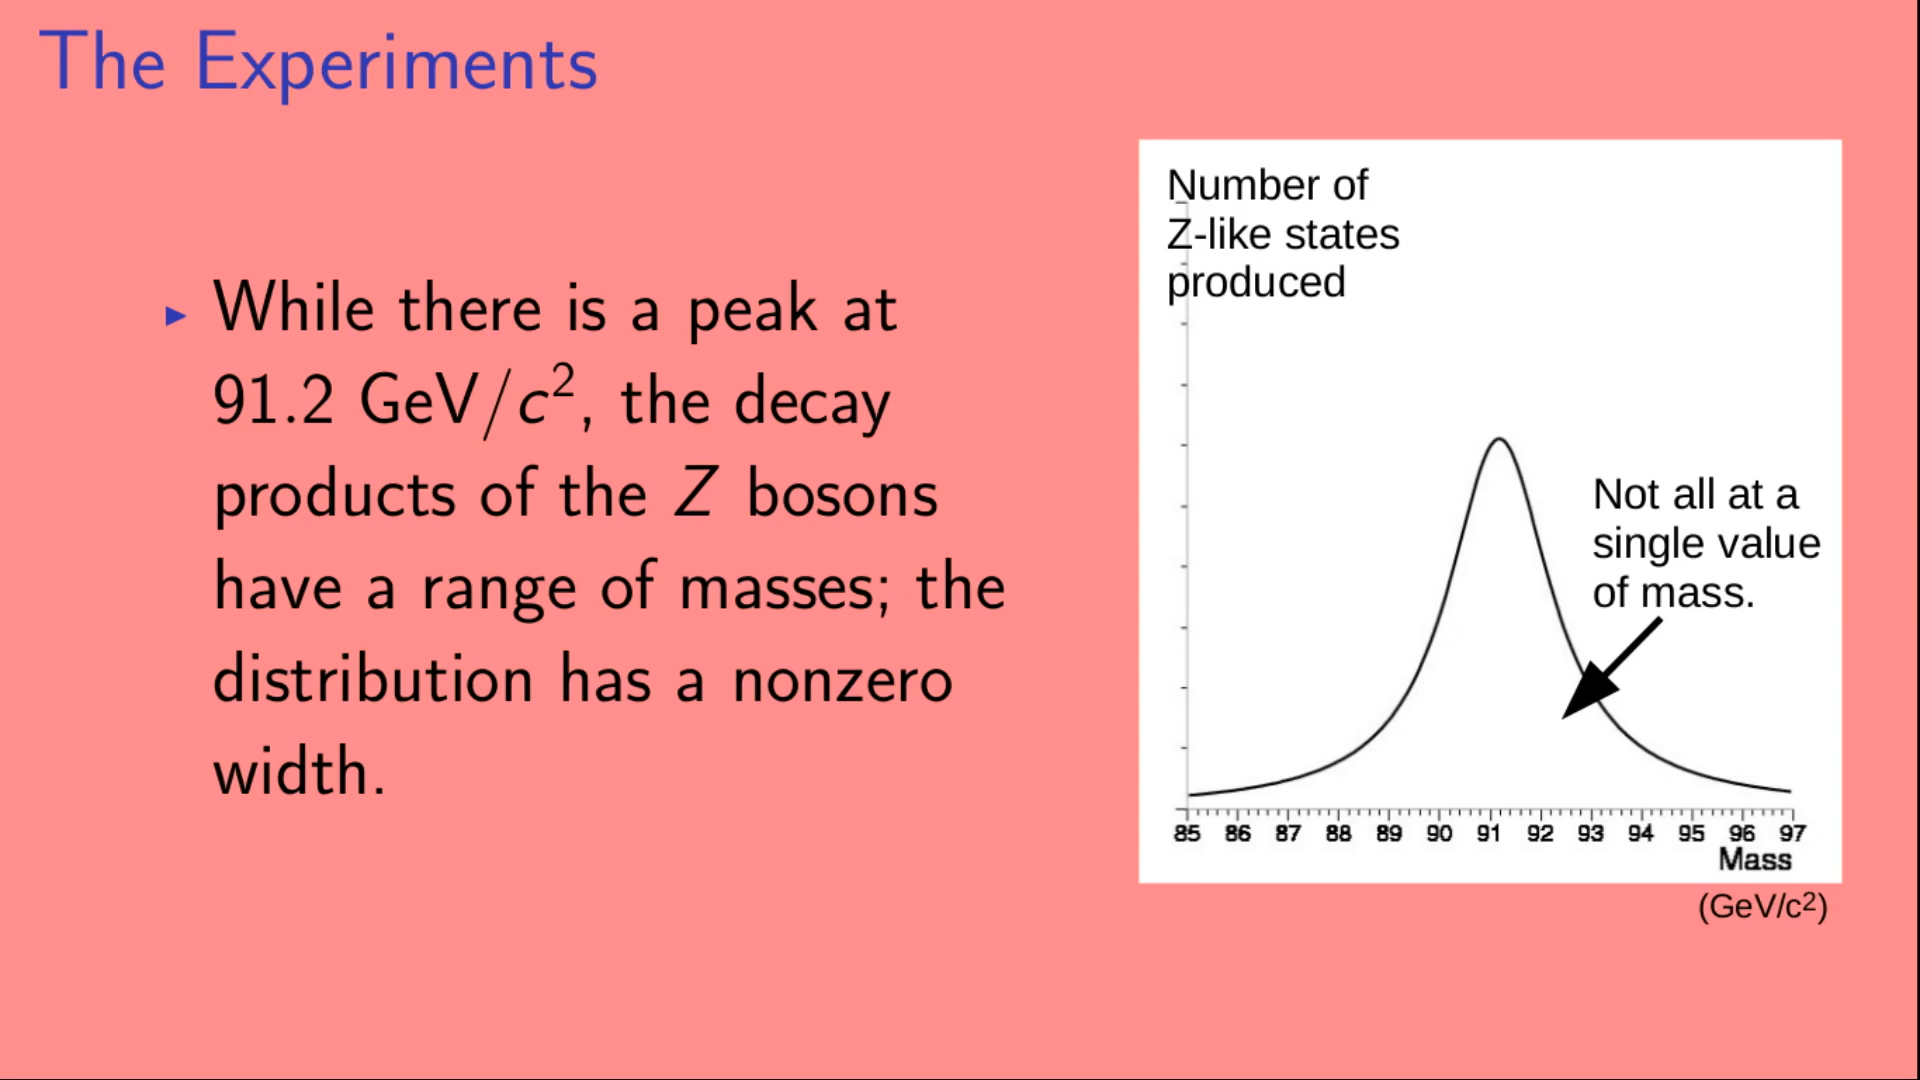 The Experiments
▸ While there is a peak at
91.2 GeV/c², the decay
products of the Z bosons
have a range of masses; the
distribution has a nonzero
width.
Number of
Z-like states
produced
Not all at a
single value
of mass.
85 86 87 88 89 90 91 92 93 94 95 96 97
Mass
(GeV/c²)